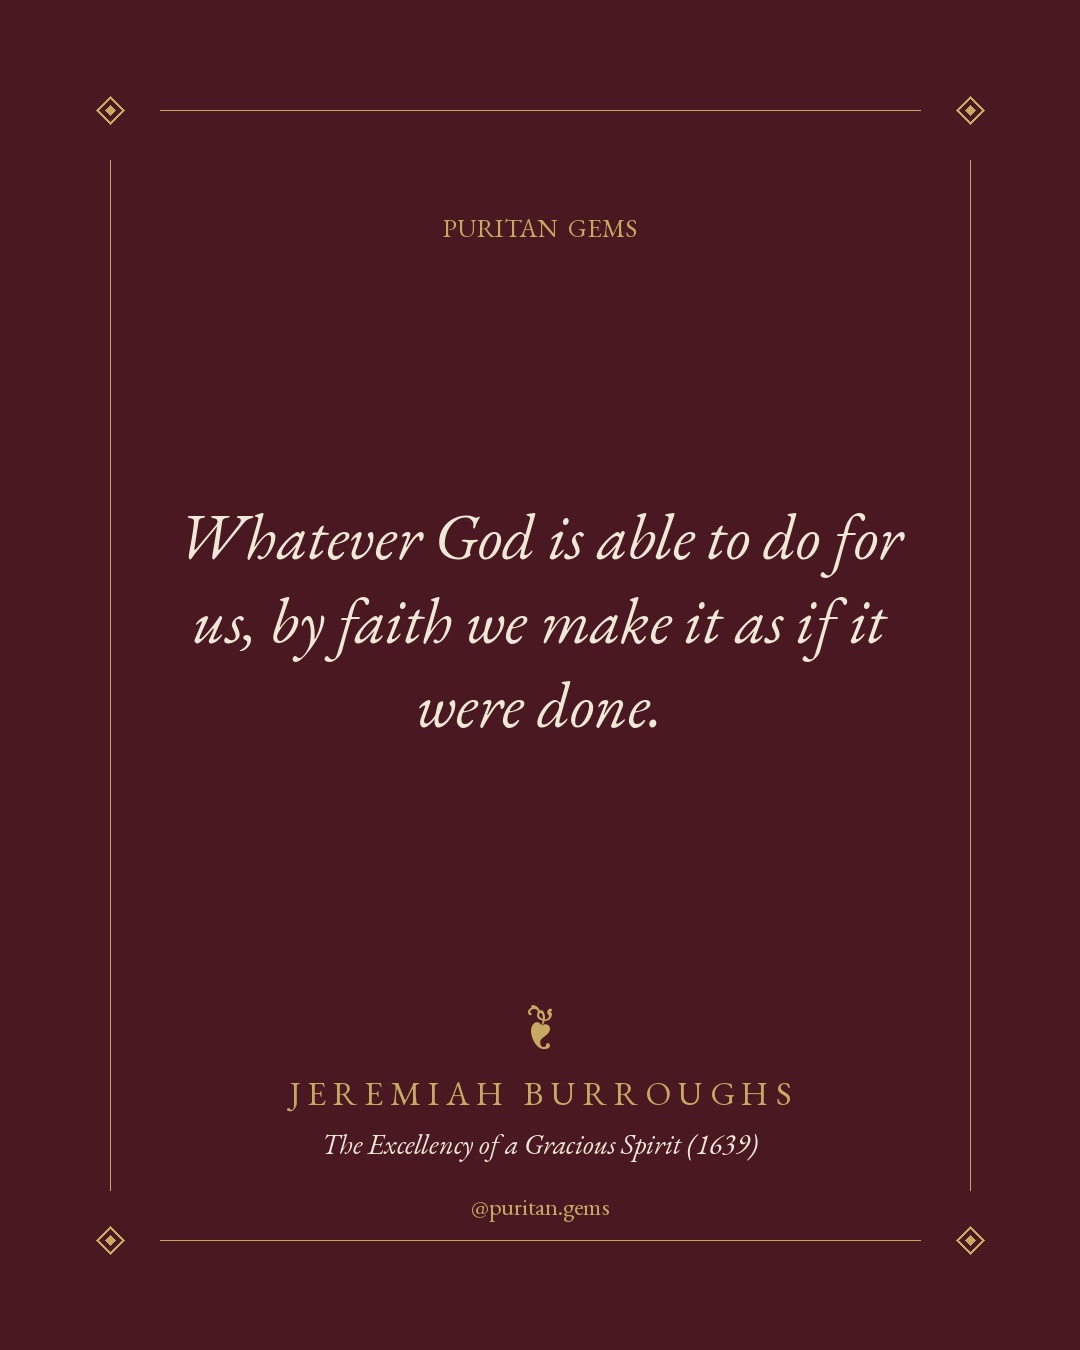 PURITAN GEMS
Whatever God is able to do for
us, by faith we make it as if it
were done.
JEREMIAH BURROUGHS
The Excellency of a Gracious Spirit (1639)
@puritan.gems